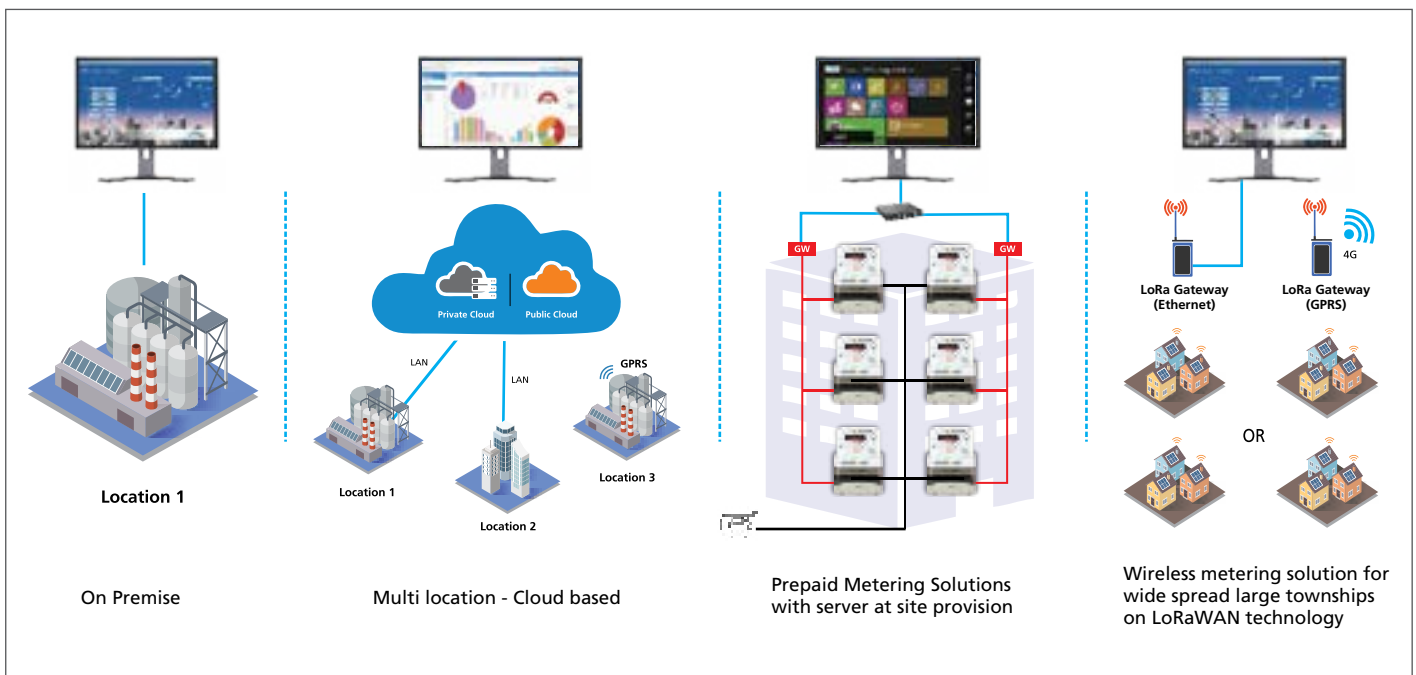 Location 1
On Premise
Private Cloud
Public Cloud
LAN
LAN
GPRS
Location 1
Location 2
Location 3
Multi location - Cloud based
GW
GW
Prepaid Metering Solutions
with server at site provision
4G
LoRa Gateway
(Ethernet)
LoRa Gateway
(GPRS)
OR
Wireless metering solution for
wide spread large townships
on LoRaWAN technology